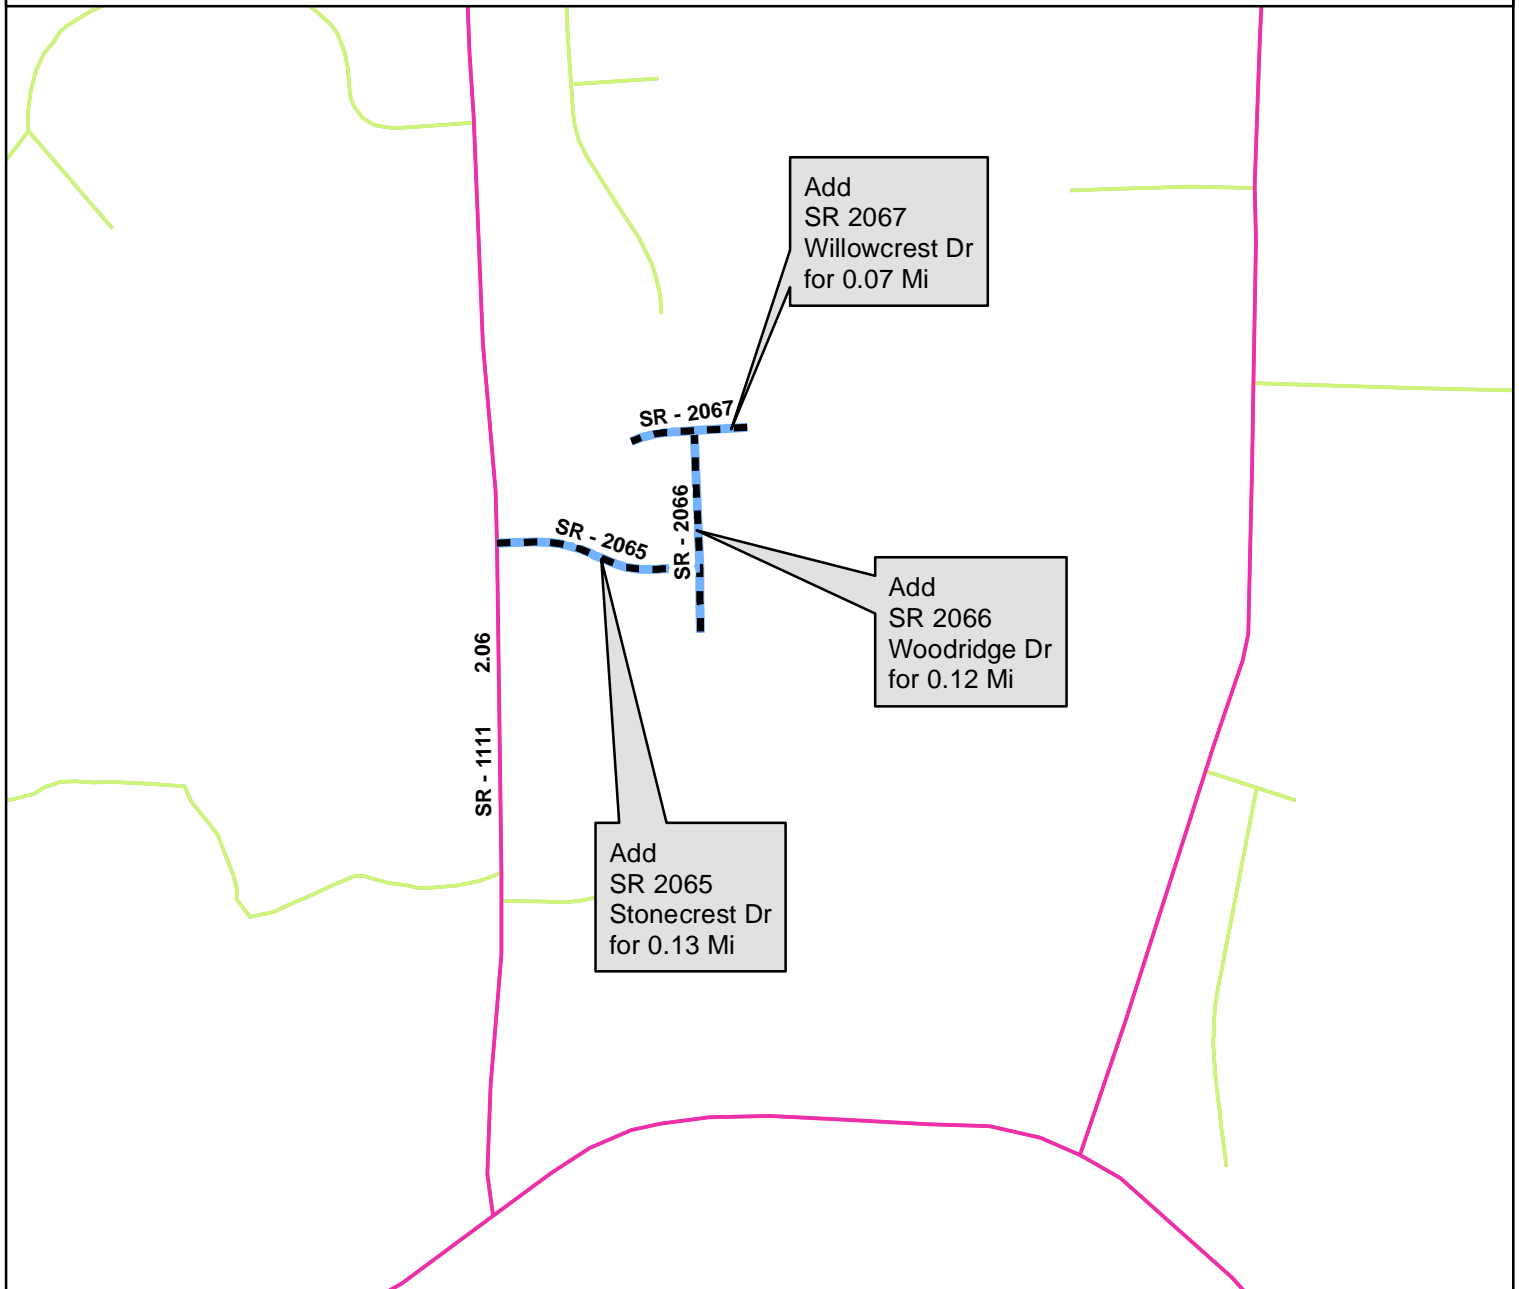 Add
SR 2067
Willowcrest Dr
for 0.07 Mi
SR - 2067
SR - 2066
SR - 2065
Add
SR 2066
Woodridge Dr
for 0.12 Mi
SR - 1111 2.06
Add
SR 2065
Stonecrest Dr
for 0.13 Mi